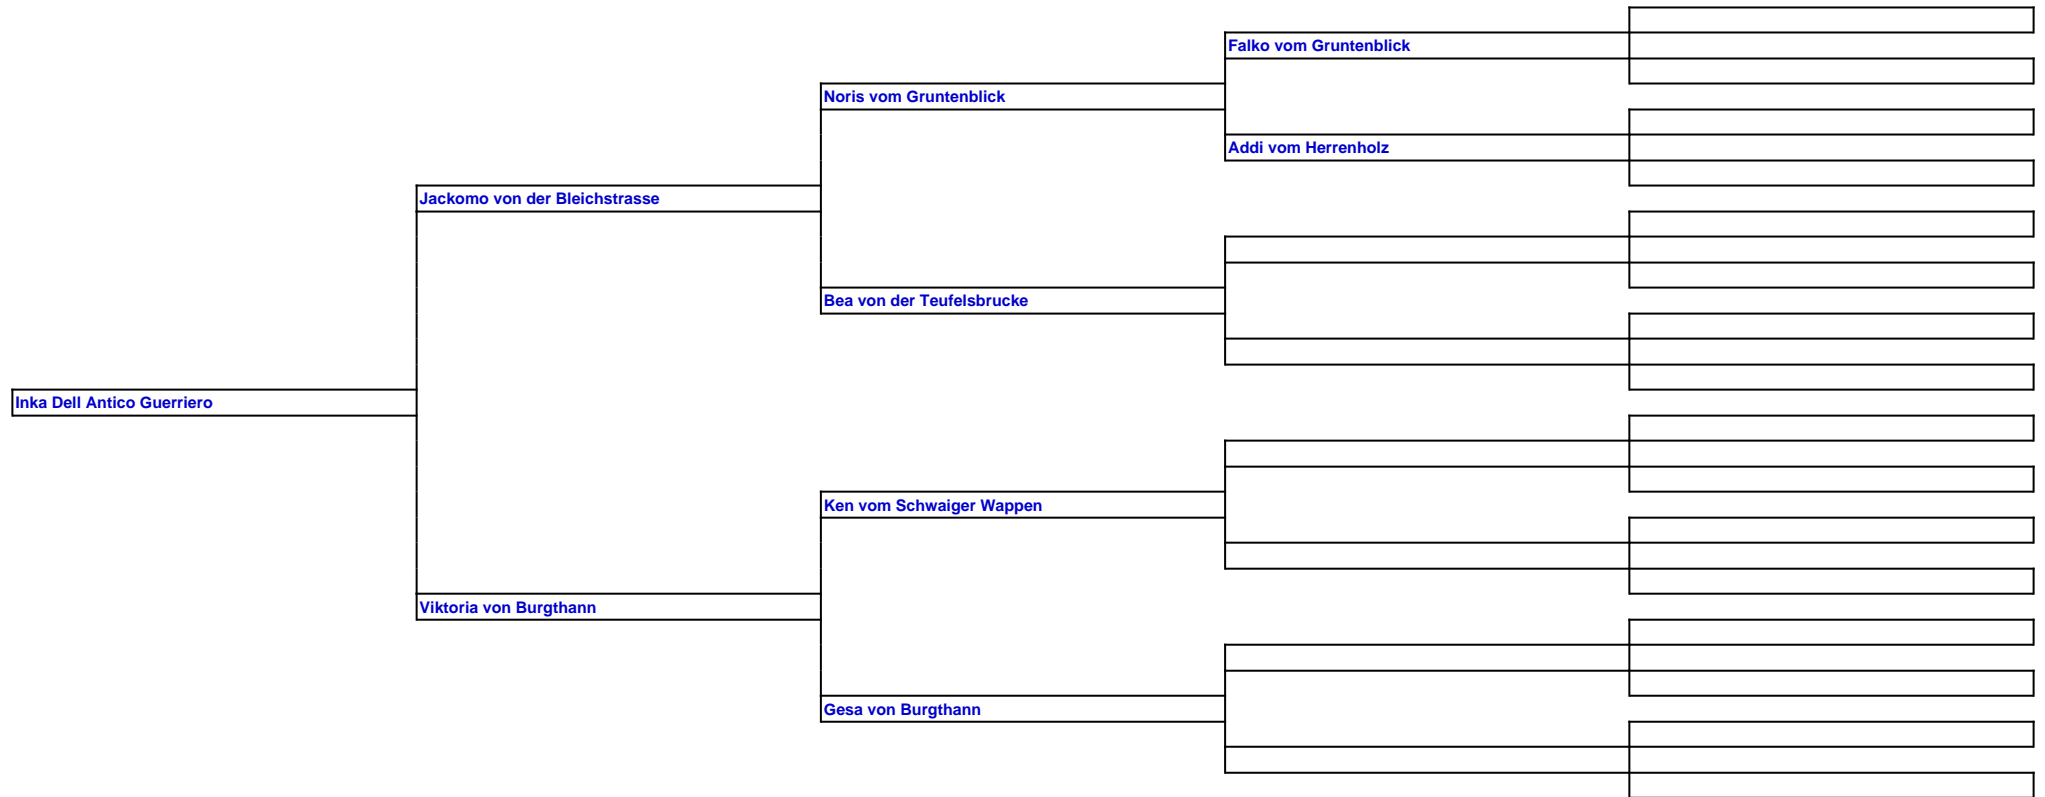 Falko vom Gruntenblick
Noris vom Gruntenblick
Addi vom Herrenholz
Jackomo von der Bleichstrasse
Bea von der Teufelsbrucke
Inka Dell Antico Guerriero
Ken vom Schwaiger Wappen
Viktoria von Burgthann
Gesa von Burgthann